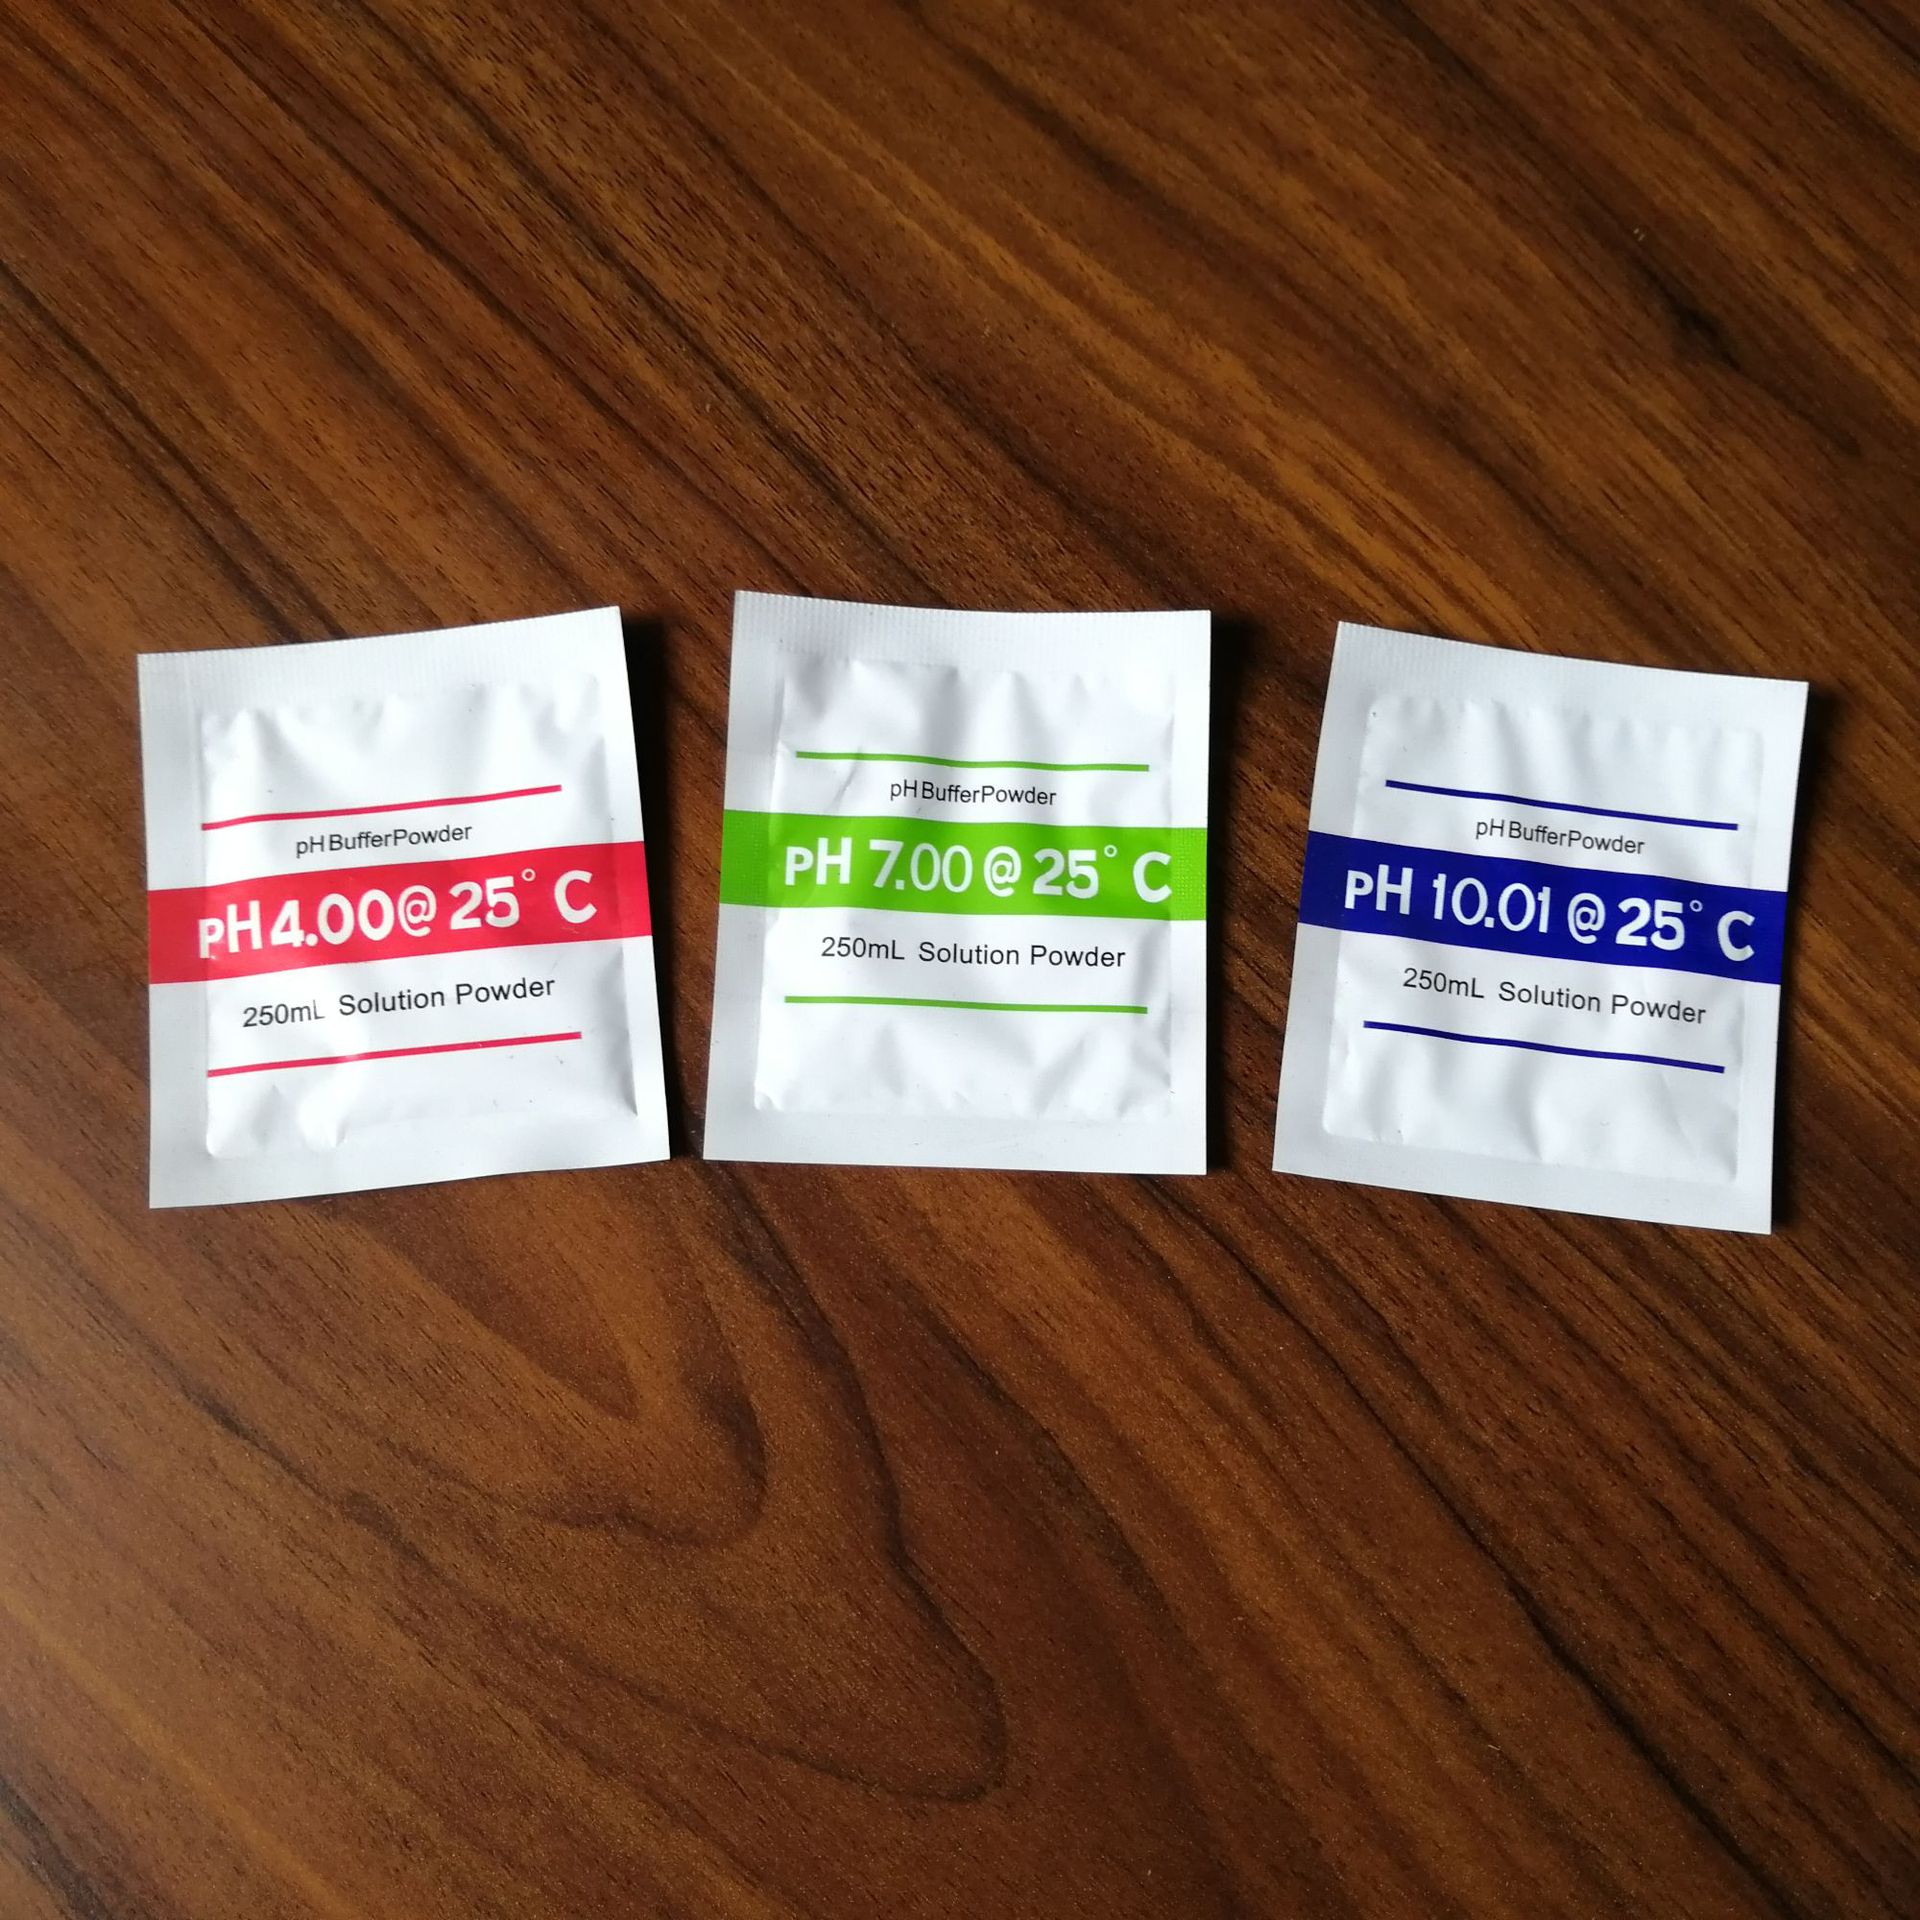 pH BufferPowder
pH 4.00 @ 25° C
250mL Solution Powder
pH BufferPowder
pH 7.00 @ 25° C
250mL Solution Powder
pH BufferPowder
pH 10.01 @ 25° C
250mL Solution Powder